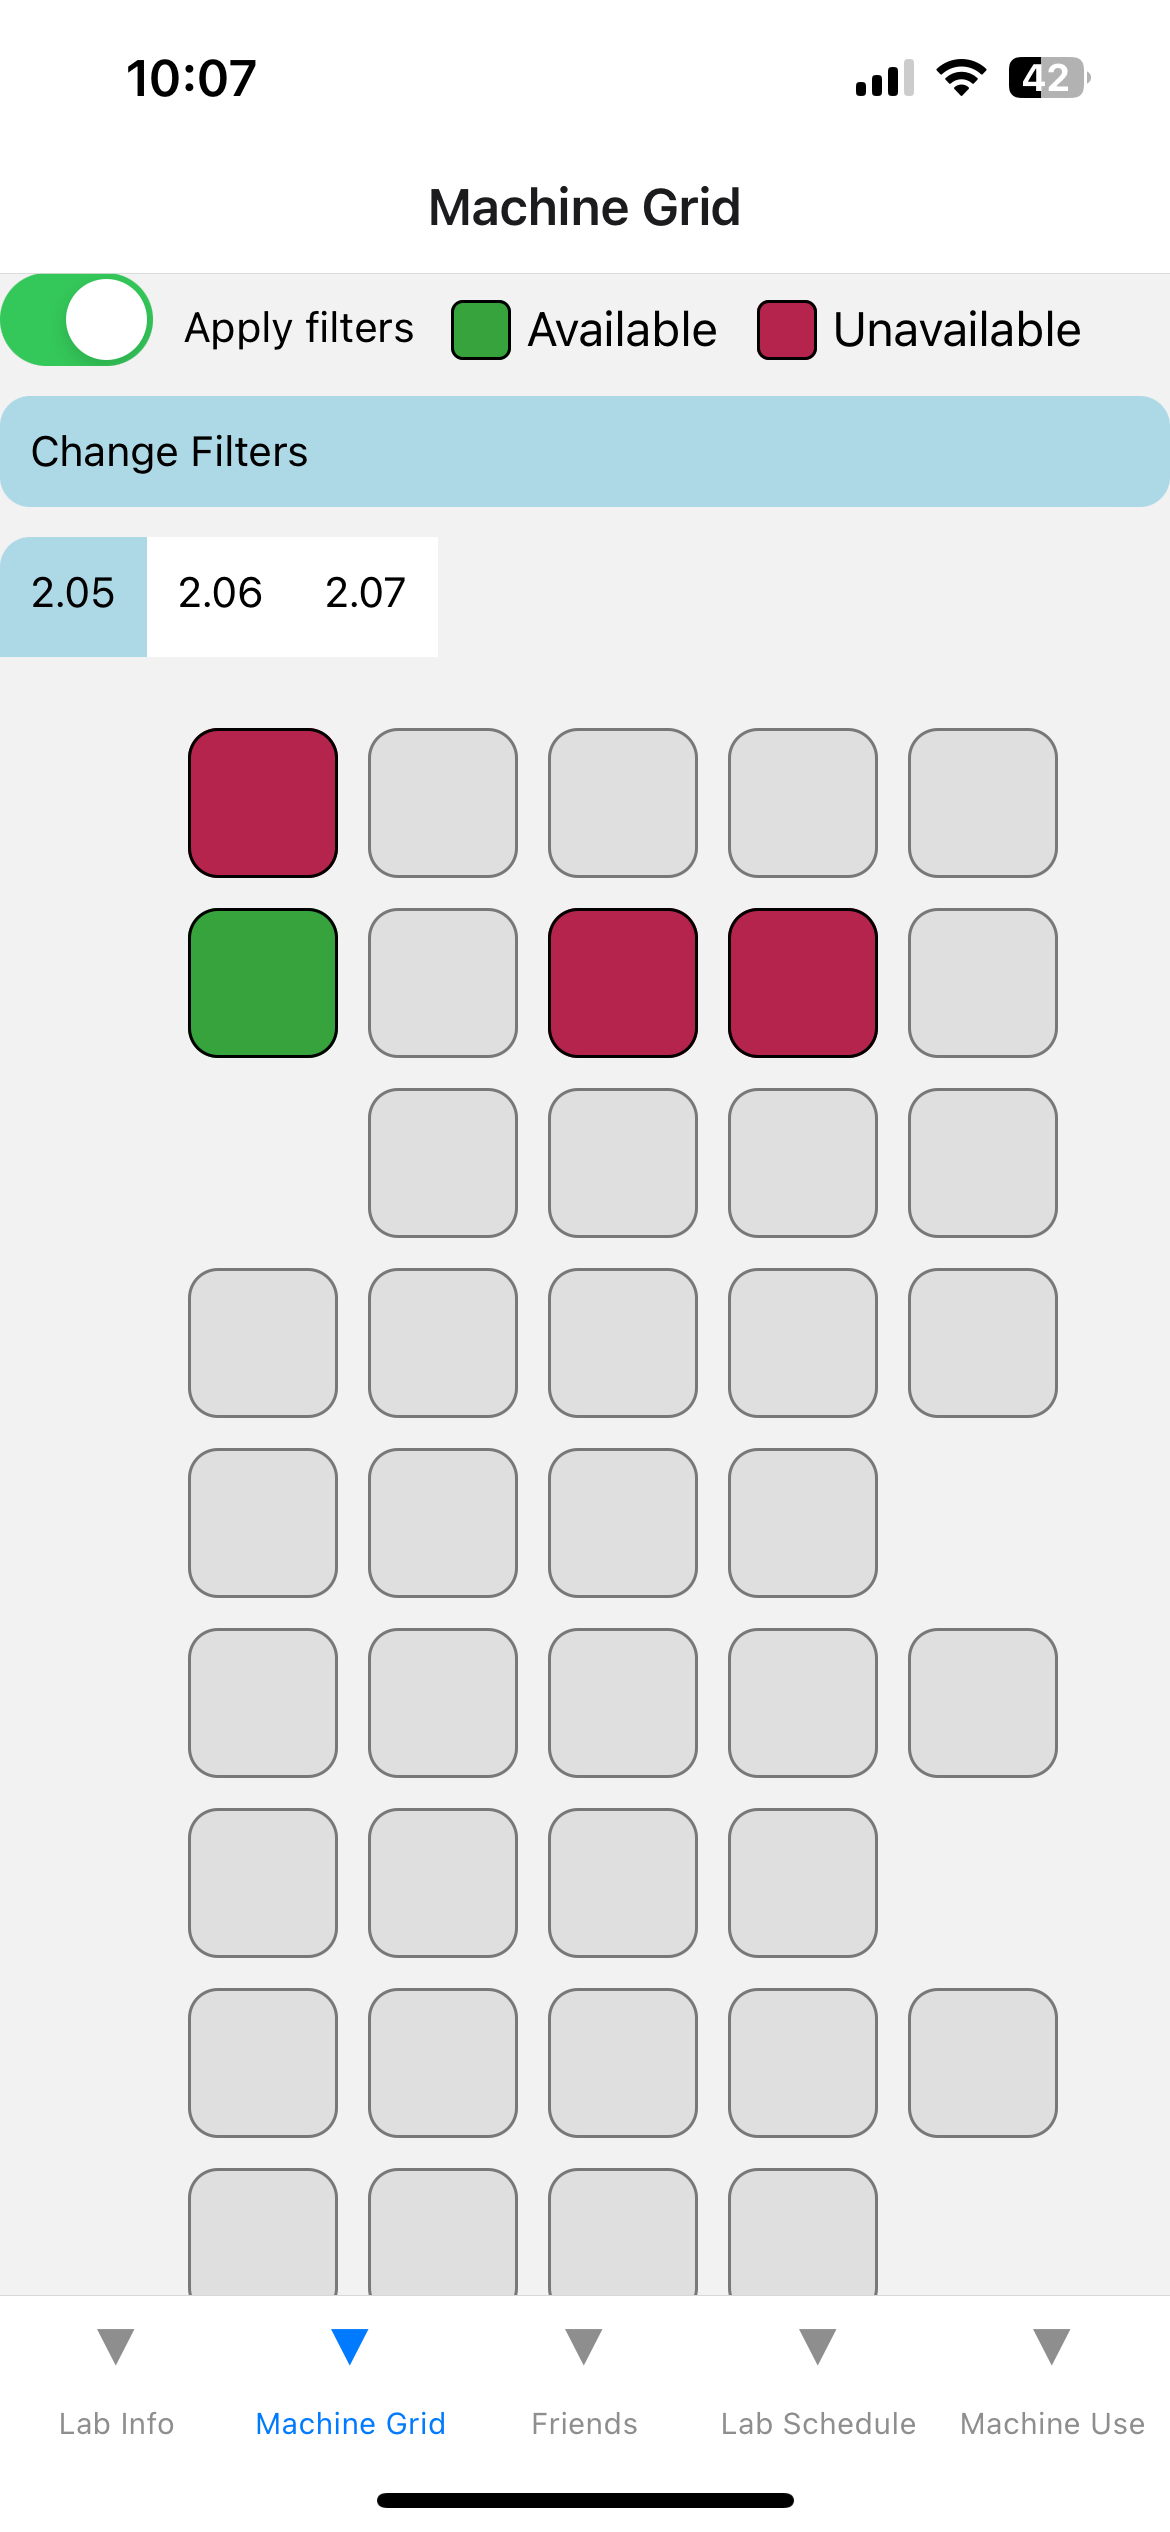 10:07
42
Machine Grid
Apply filters Available Unavailable
Change Filters
2.05 2.06 2.07
Lab Info Machine Grid Friends Lab Schedule Machine Use